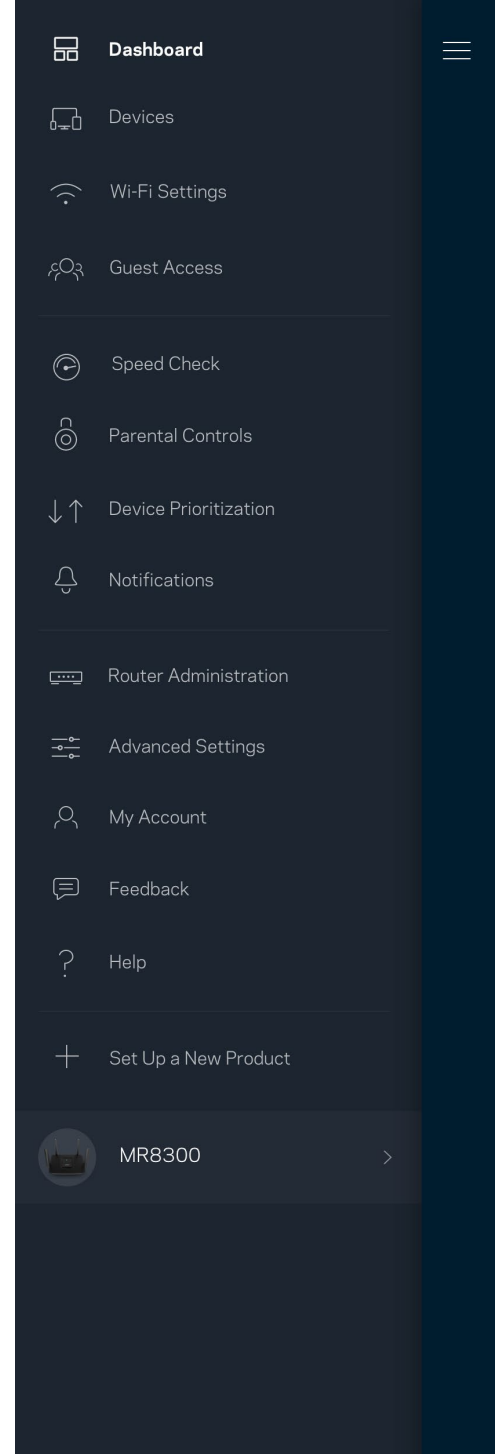 Dashboard
Devices
Wi-Fi Settings
Guest Access
Speed Check
Parental Controls
Device Prioritization
Notifications
Router Administration
Advanced Settings
My Account
Feedback
Help
Set Up a New Product
MR8300